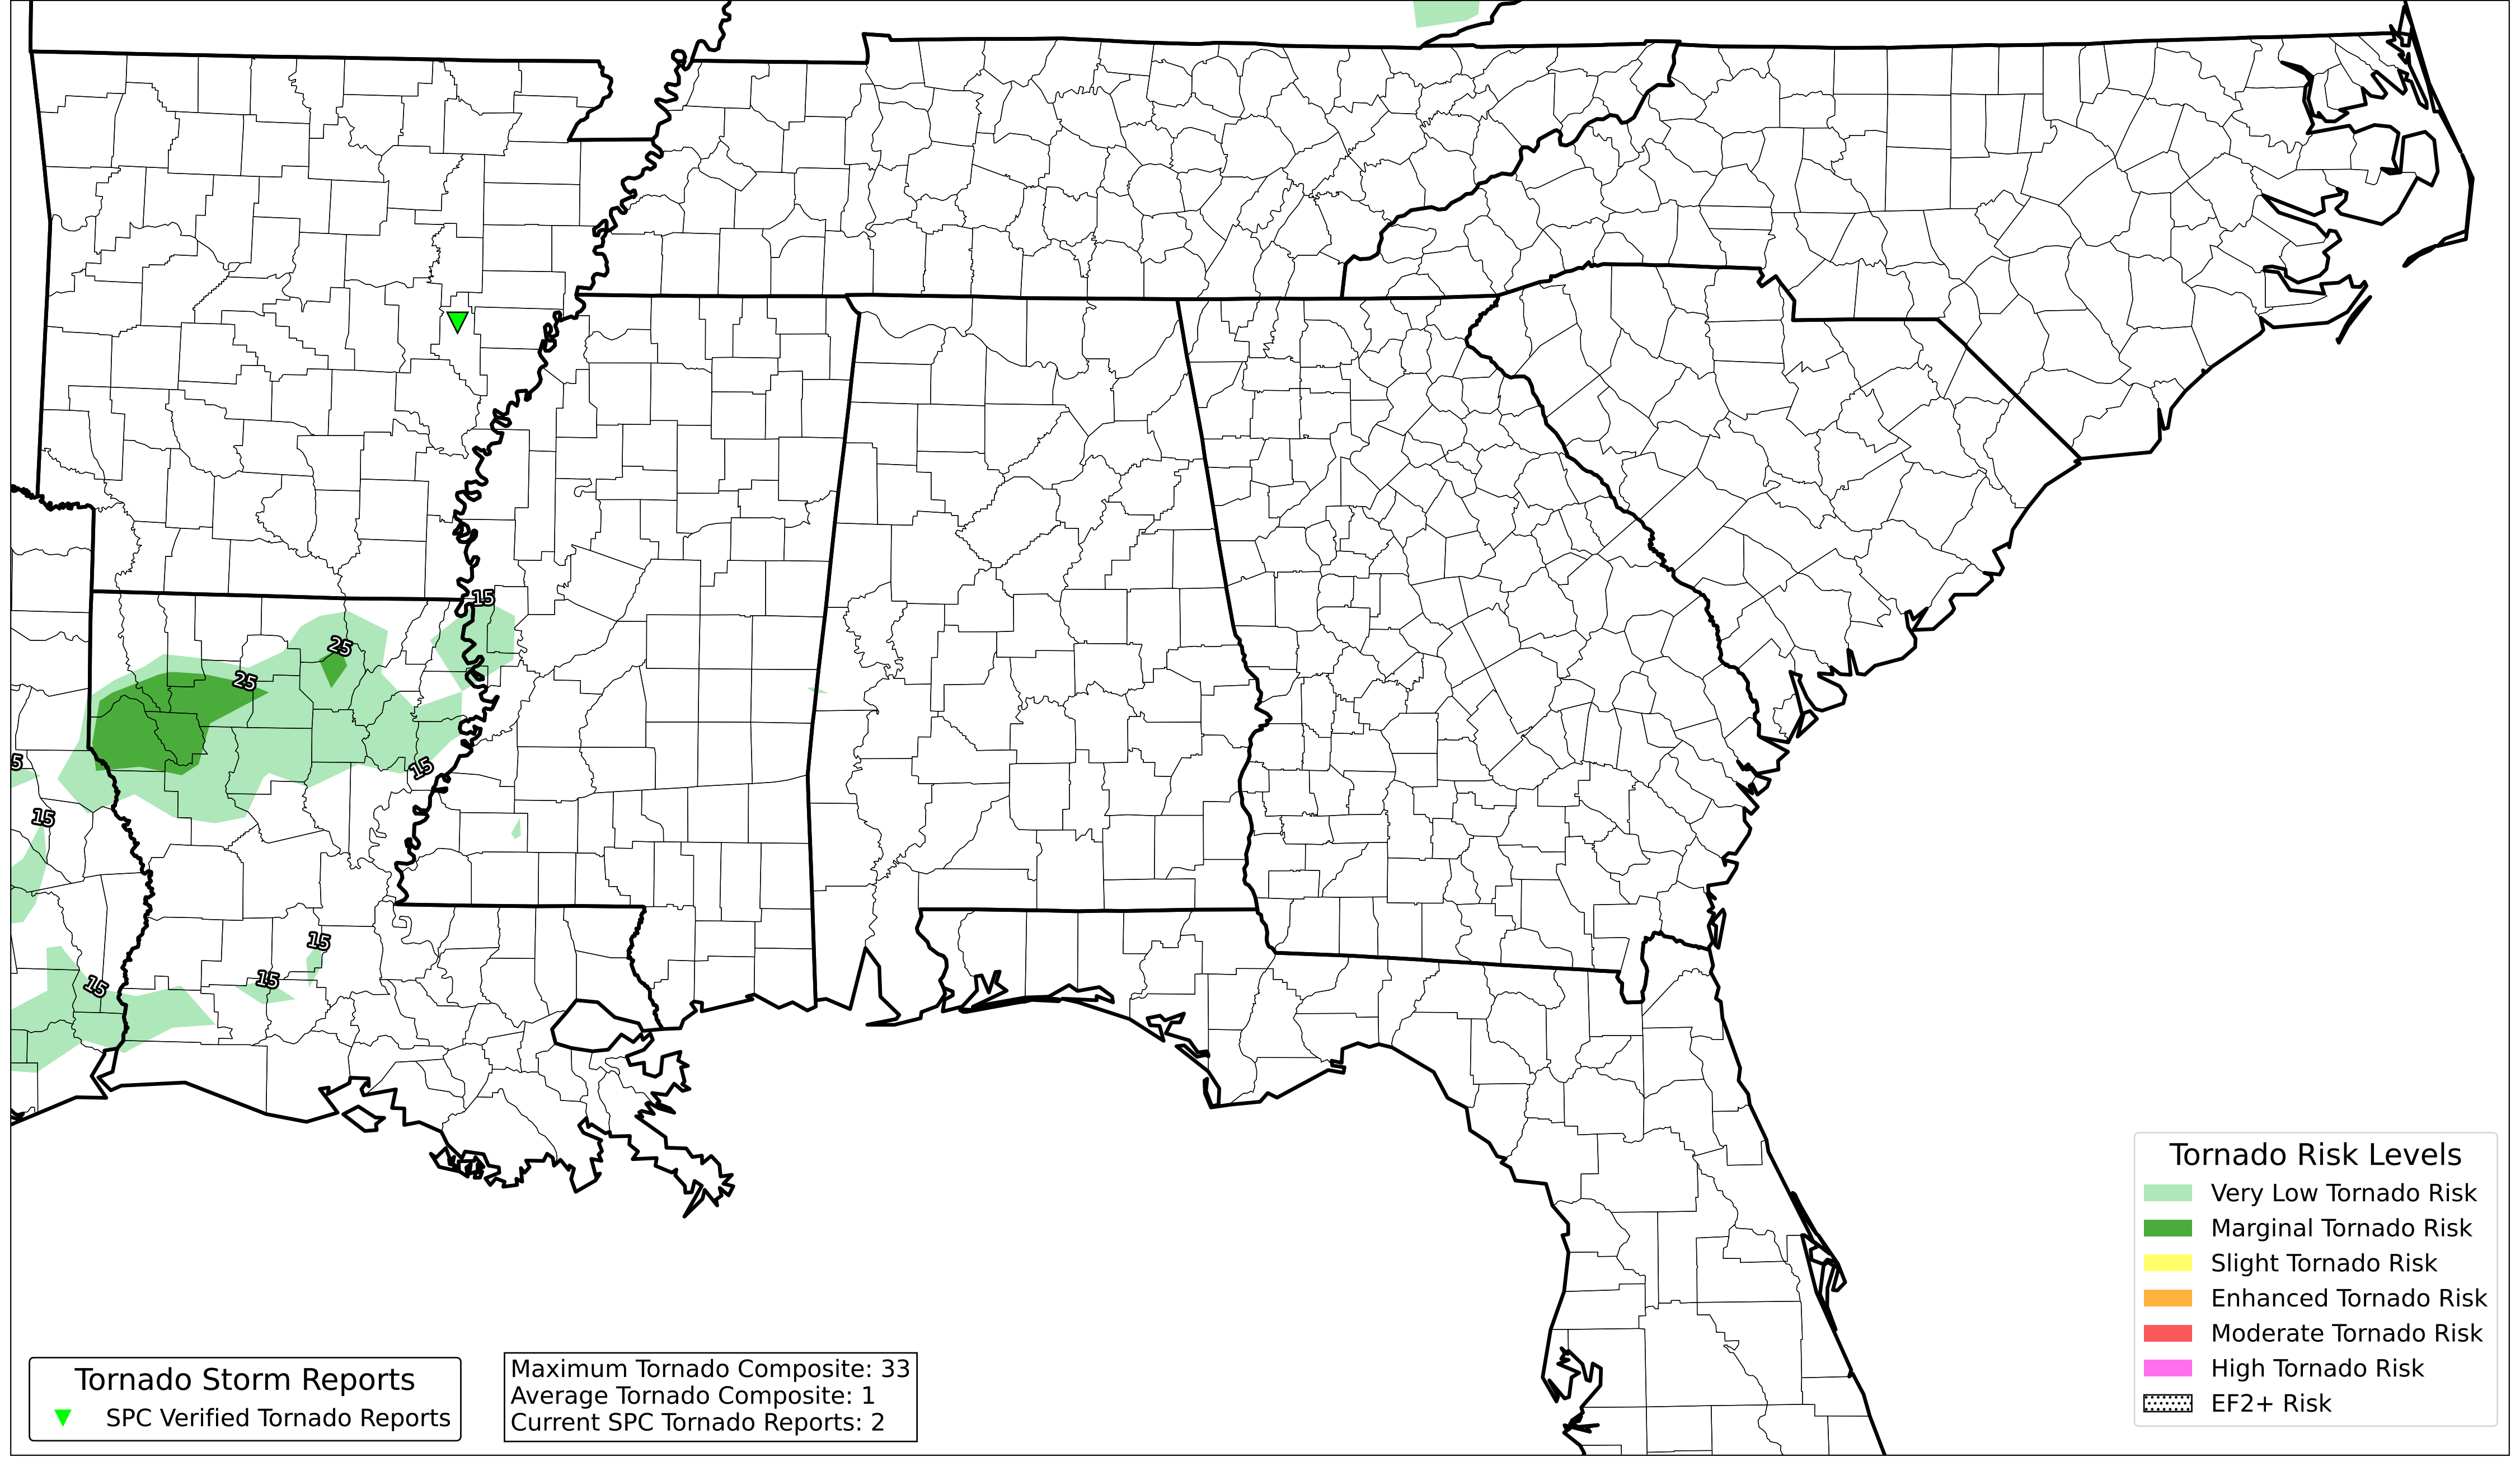 15
25
25
5
15
15
15
15
15
Tornado Risk Levels
Very Low Tornado Risk
Marginal Tornado Risk
Slight Tornado Risk
Enhanced Tornado Risk
Moderate Tornado Risk
High Tornado Risk
EF2+ Risk
Tornado Storm Reports
SPC Verified Tornado Reports
Maximum Tornado Composite: 33
Average Tornado Composite: 1
Current SPC Tornado Reports: 2